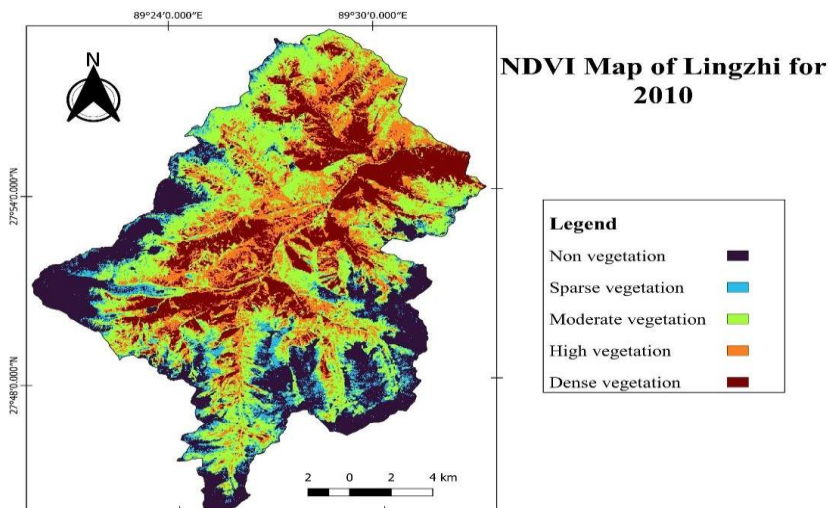 89°24'0.000"E
89°30'0.000"E
N
NDVI Map of Lingzhi for
2010
27°54'0.000"N
27°48'0.000"N
Legend
Non vegetation
Sparse vegetation
Moderate vegetation
High vegetation
Dense vegetation
2 0 2 4 km